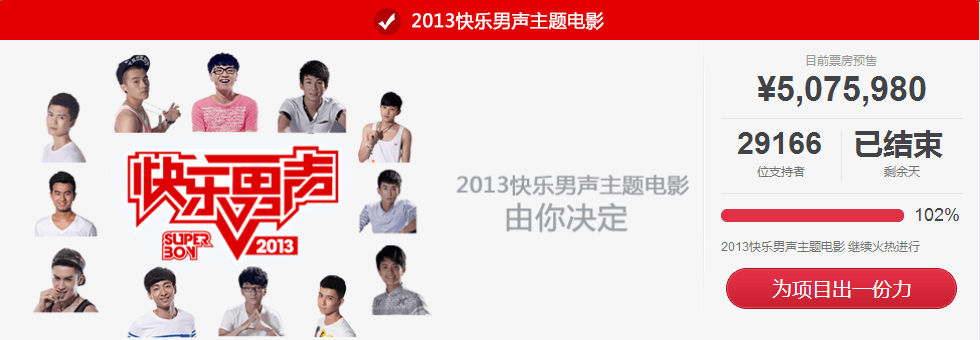 2013快乐男声主题电影
快乐男声
SUPER
BOY
2013
2013快乐男声主题电影
由你决定
目前票房预售
¥5,075,980
29166
位支持者
已结束
剩余天
102%
2013快乐男声主题电影 继续火热进行
为项目出一份力